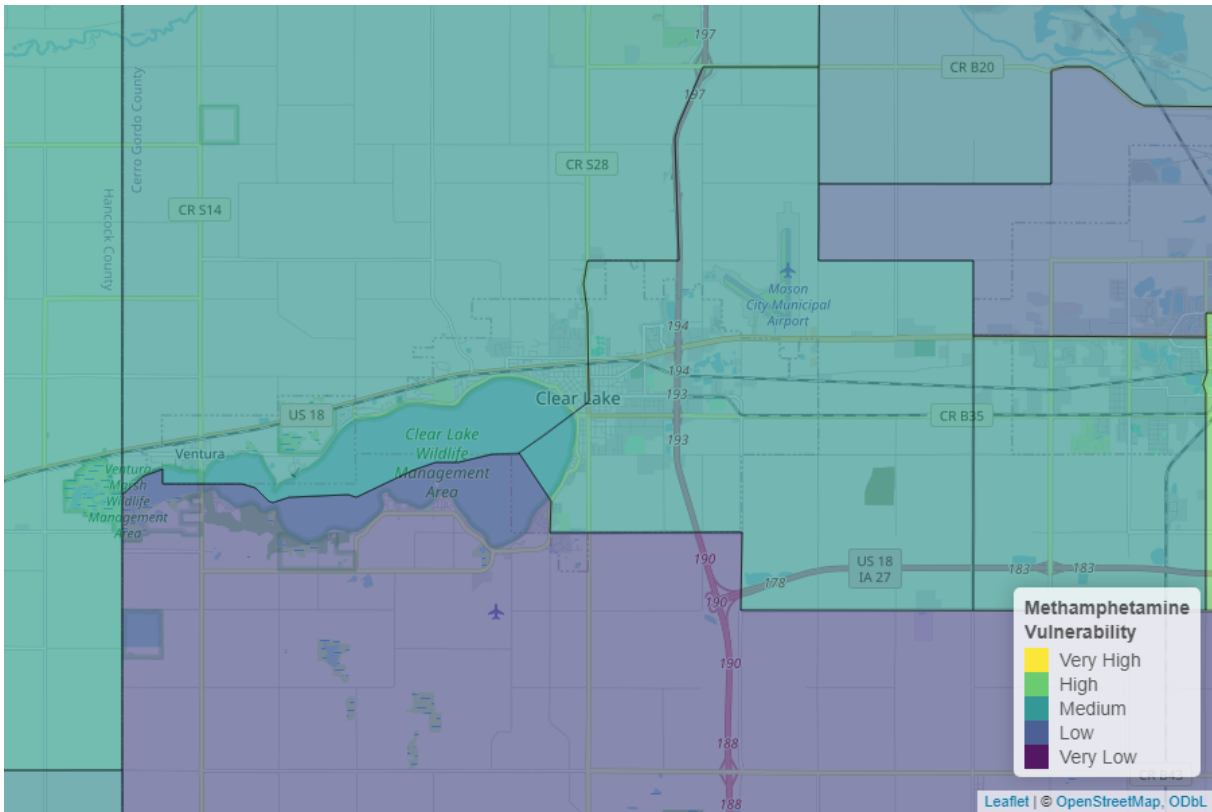 197
CR B20
197
Cerro Gordo County
Hancock County
CR S28
CR S14
Mason
City Municipal
Airport
194
194
193
Clear Lake
US 18
CR B35
193
Clear Lake
Wildlife
Management
Area
Ventura
Ventura
Marsh
Wildlife
Management
Area
190
US 18
IA 27
178
183
183
190
190
188
188
CR B43
Methamphetamine
Vulnerability
Very High
High
Medium
Low
Very Low
Leaflet | © OpenStreetMap, ODbL